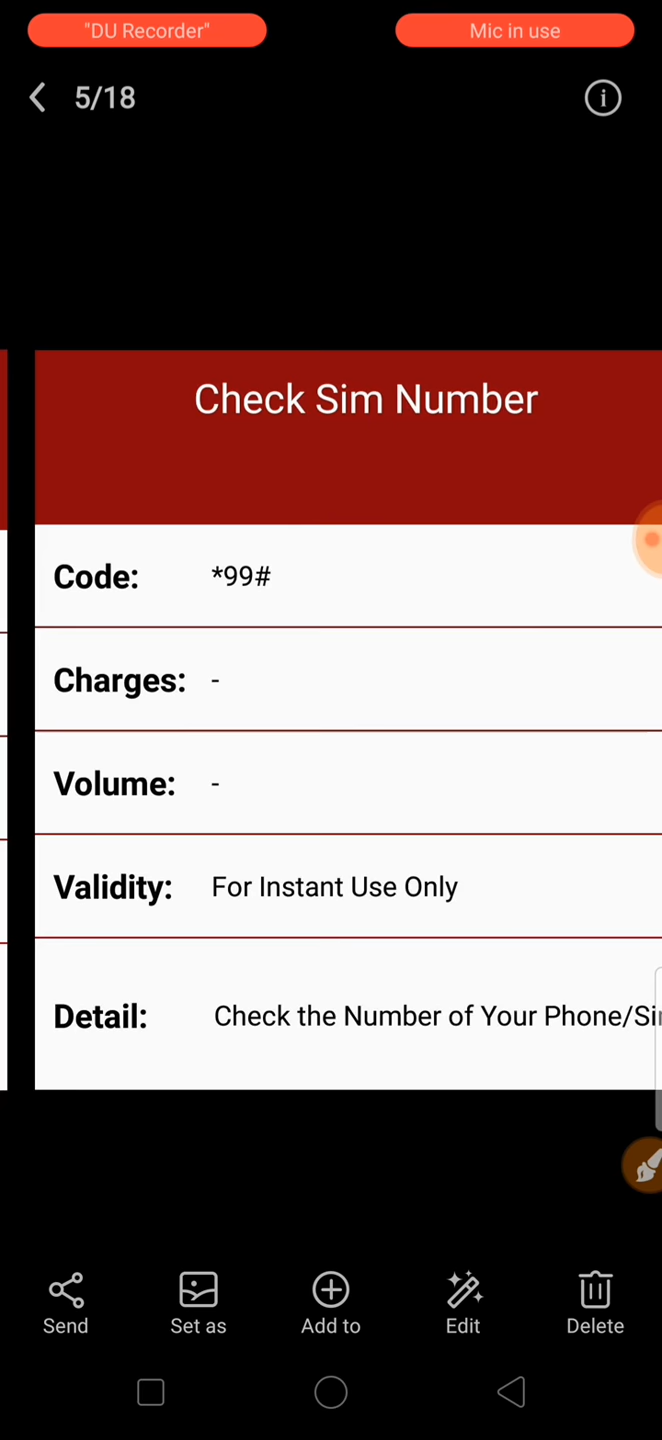 "DU Recorder" Mic in use
5/18
Check Sim Number
Code: *99#
Charges: -
Volume: -
Validity: For Instant Use Only
Detail: Check the Number of Your Phone/Si
Send Set as Add to Edit Delete